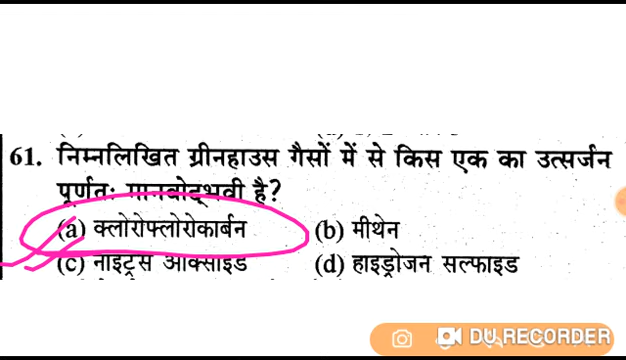 61. निम्नलिखित ग्रीनहाउस गैसों में से किस एक का उत्सर्जन
पूर्णतः मानवोद्भवी है?
(a) क्लोरोफ्लोरोकार्बन (b) मीथेन
(c) नाइट्रस ऑक्साइड (d) हाइड्रोजन सल्फाइड
DU RECORDER